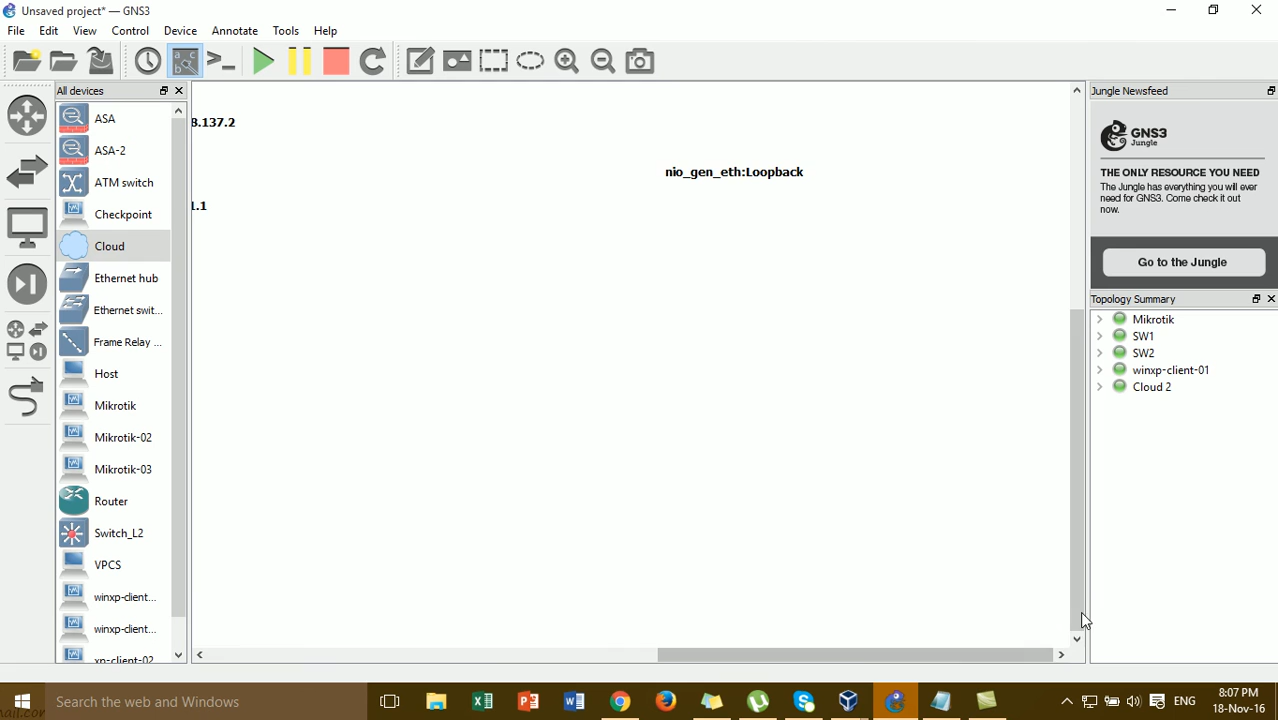 Unsaved project* — GNS3
File Edit View Control Device Annotate Tools Help
All devices
ASA
ASA-2
ATM switch
Checkpoint
Cloud
Ethernet hub
Ethernet swit...
Frame Relay ...
Host
Mikrotik
Mikrotik-02
Mikrotik-03
Router
Switch_L2
VPCS
winxp-client...
winxp-client...
xp-client-02
8.137.2
nio_gen_eth:Loopback
1.1
Jungle Newsfeed
GNS3
Jungle
THE ONLY RESOURCE YOU NEED
The Jungle has everything you will ever
need for GNS3. Come check it out
now.
Go to the Jungle
Topology Summary
Mikrotik
SW1
SW2
winxp-client-01
Cloud 2
Search the web and Windows
ENG
8:07 PM
18-Nov-16